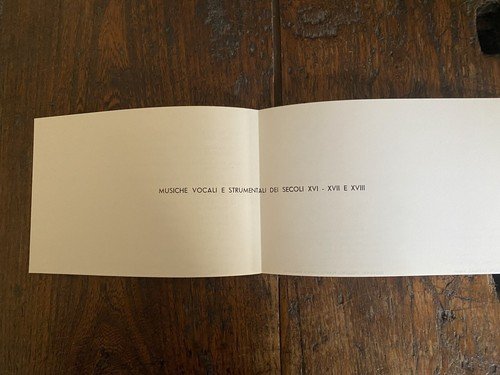 MUSICHE VOCALI E STRUMENTALI DEI SECOLI XVI - XVII E XVIII